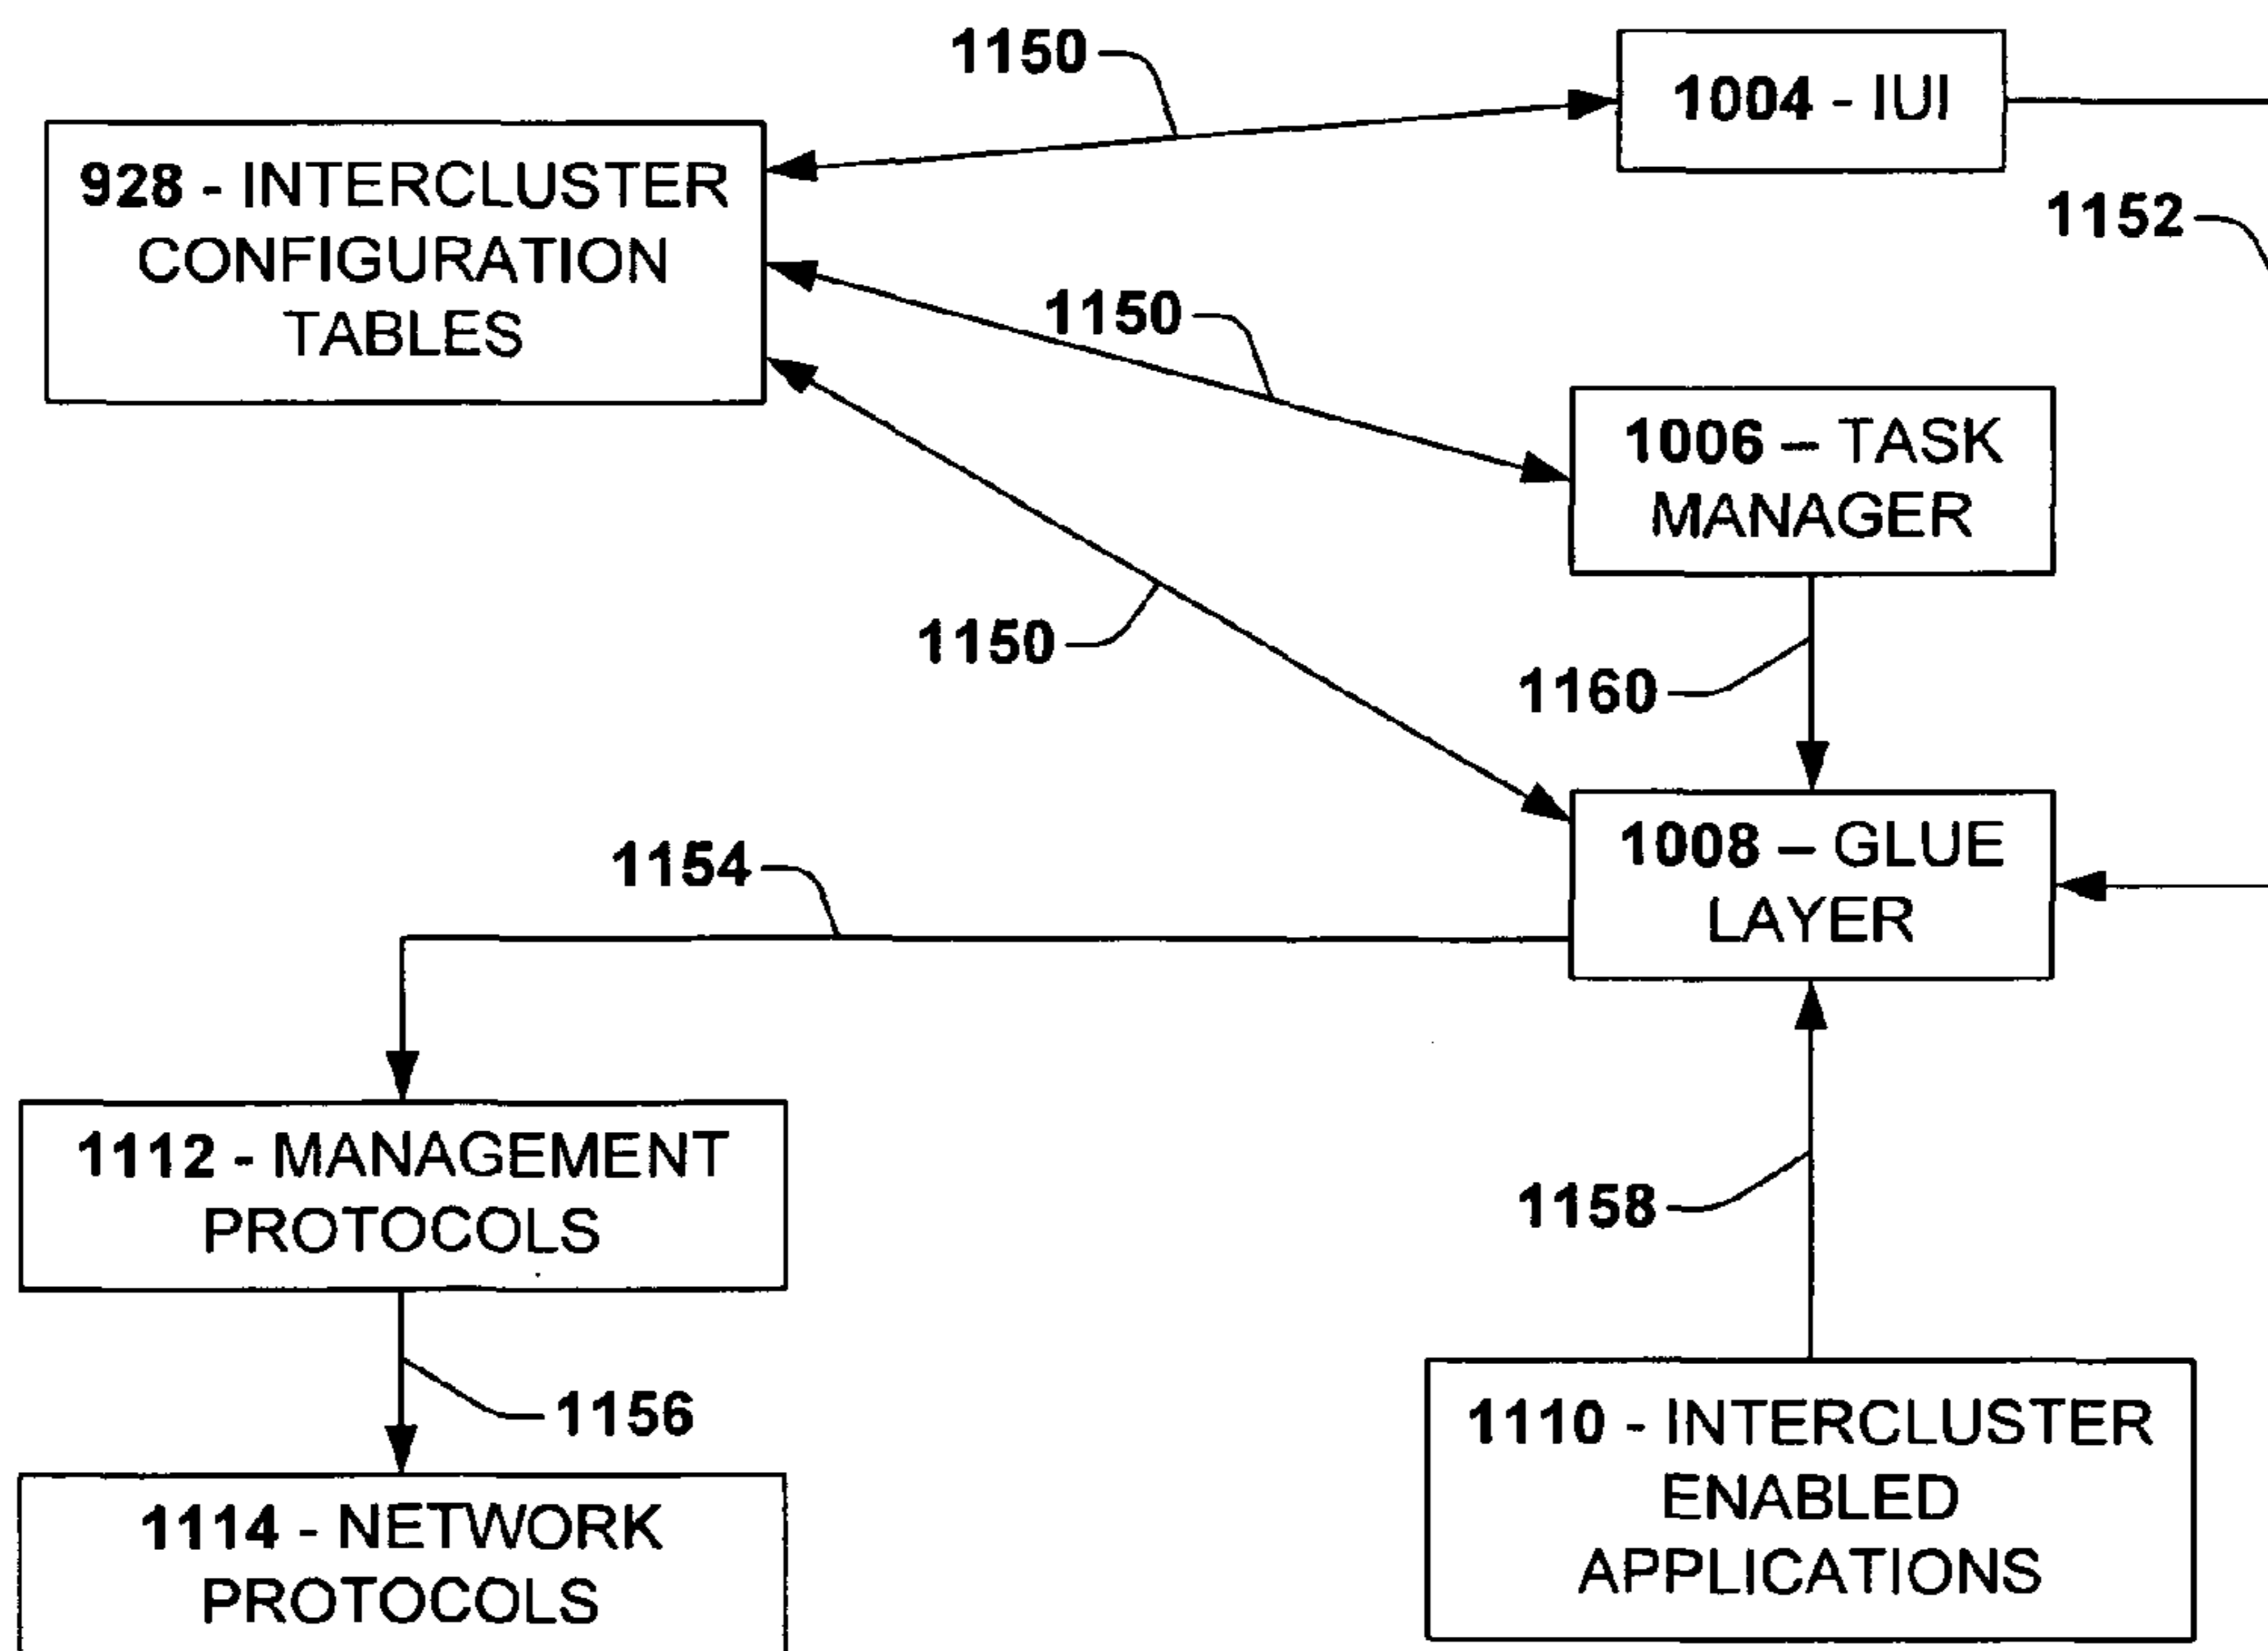 1150
1004 - IUI
928 - INTERCLUSTER
CONFIGURATION
TABLES
1152
1150
1006 – TASK
MANAGER
1150
1160
1008 – GLUE
LAYER
1154
1112 - MANAGEMENT
PROTOCOLS
1158
1156
1110 - INTERCLUSTER
ENABLED
APPLICATIONS
1114 - NETWORK
PROTOCOLS